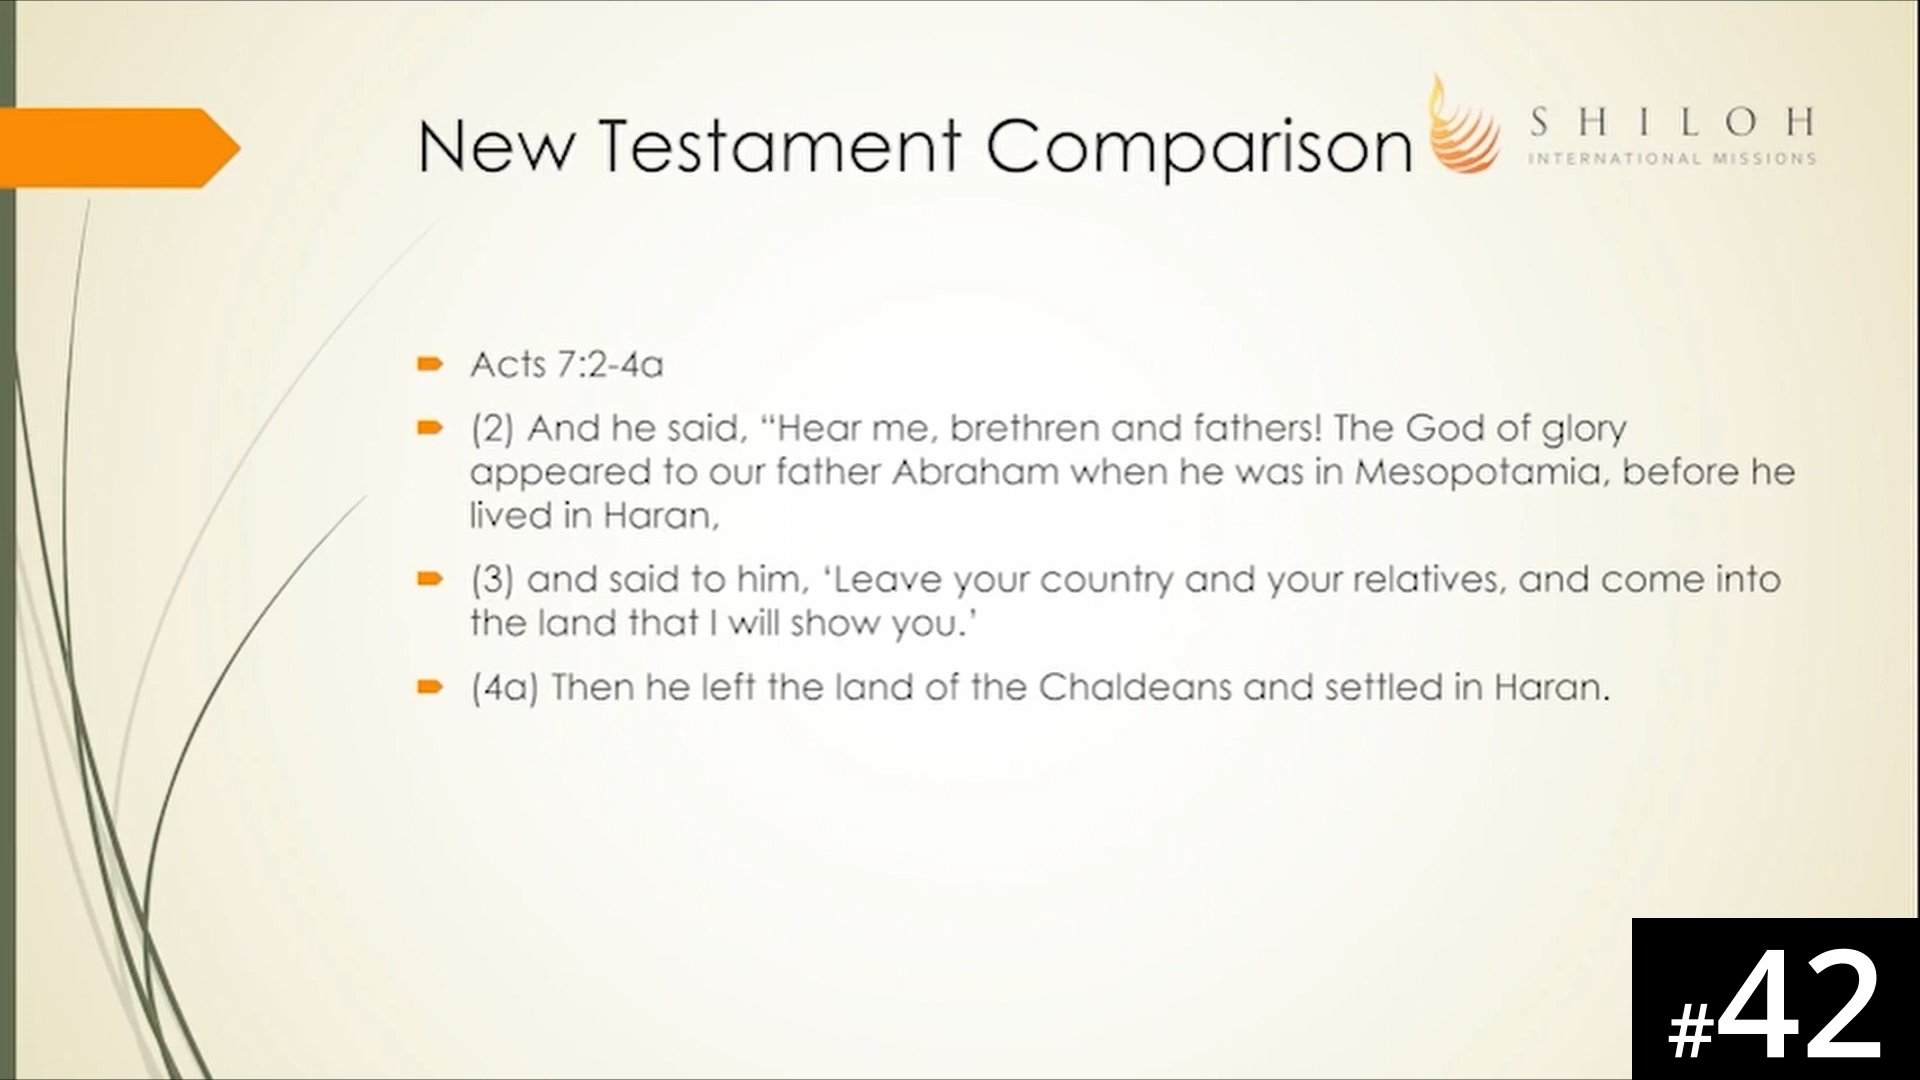 New Testament Comparison
SHILOH
INTERNATIONAL MISSIONS
Acts 7:2-4a
(2) And he said, “Hear me, brethren and fathers! The God of glory
appeared to our father Abraham when he was in Mesopotamia, before he
lived in Haran,
(3) and said to him, ‘Leave your country and your relatives, and come into
the land that I will show you.’
(4a) Then he left the land of the Chaldeans and settled in Haran.
#42